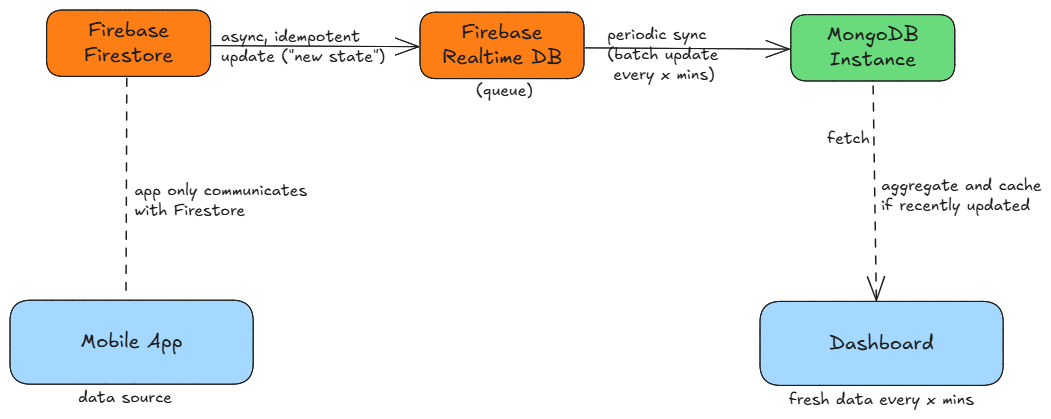 Firebase
Firestore
async, idempotent
update ("new state")
Firebase
Realtime DB
(queue)
periodic sync
(batch update
every x mins)
MongoDB
Instance
fetch
app only communicates
with Firestore
aggregate and cache
if recently updated
Mobile App
data source
Dashboard
fresh data every x mins